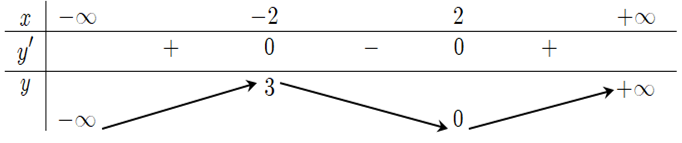 x −∞ −2 2 +∞
y′ + 0 − 0 +
y −∞ 3 0 +∞